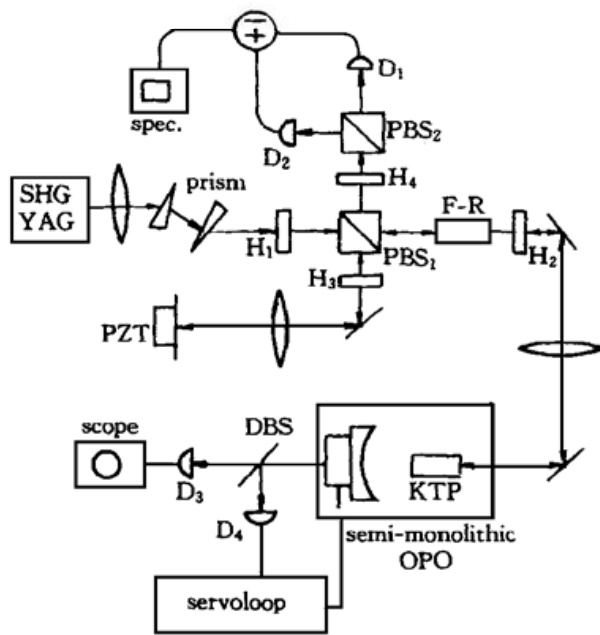 − +
D₁
spec.
D₂
PBS₂
prism
H₄
SHG
YAG
F-R
H₁
PBS₁
H₂
H₃
PZT
scope
DBS
D₃
KTP
D₄
semi-monolithic
OPO
servoloop